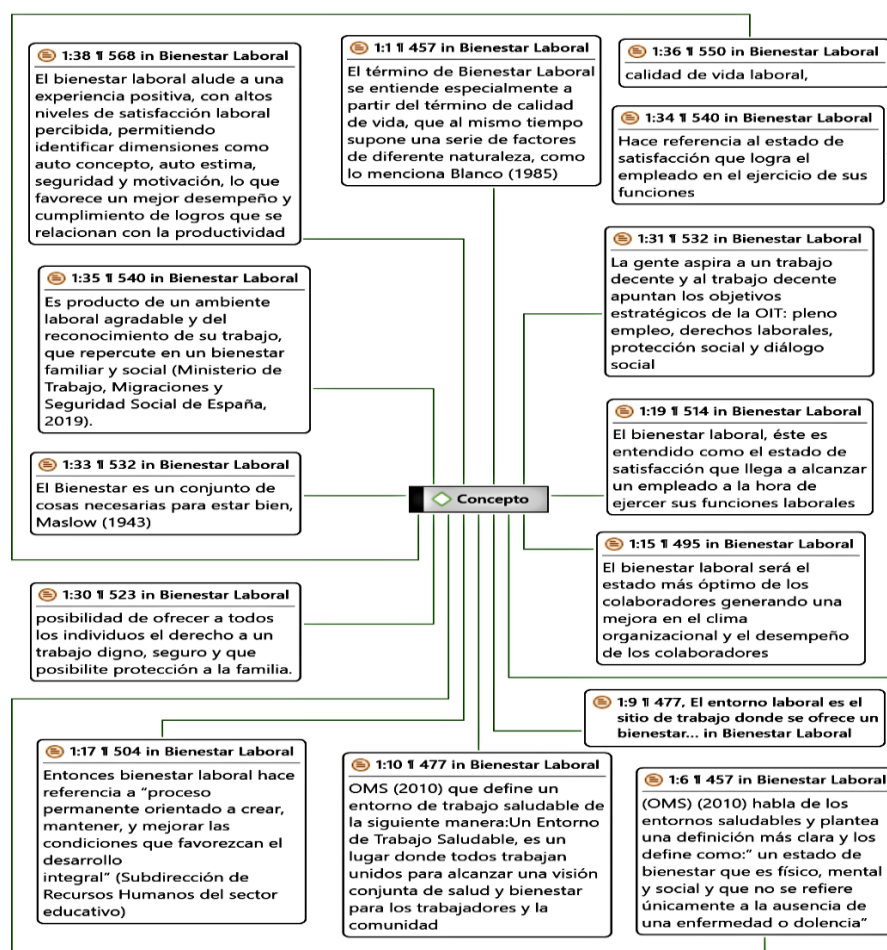 1:38 ¶ 568 in Bienestar Laboral
El bienestar laboral alude a una
experiencia positiva, con altos
niveles de satisfacción laboral
percibida, permitiendo
identificar dimensiones como
auto concepto, auto estima,
seguridad y motivación, lo que
favorece un mejor desempeño y
cumplimiento de logros que se
relacionan con la productividad
1:1 ¶ 457 in Bienestar Laboral
El término de Bienestar Laboral
se entiende especialmente a
partir del término de calidad
de vida, que al mismo tiempo
supone una serie de factores
de diferente naturaleza, como
lo menciona Blanco (1985)
1:36 ¶ 550 in Bienestar Laboral
calidad de vida laboral,
1:34 ¶ 540 in Bienestar Laboral
Hace referencia al estado de
satisfacción que logra el
empleado en el ejercicio de sus
funciones
1:31 ¶ 532 in Bienestar Laboral
La gente aspira a un trabajo
decente y al trabajo decente
apuntan los objetivos
estratégicos de la OIT: pleno
empleo, derechos laborales,
protección social y diálogo
social
1:35 ¶ 540 in Bienestar Laboral
Es producto de un ambiente
laboral agradable y del
reconocimiento de su trabajo,
que repercute en un bienestar
familiar y social (Ministerio de
Trabajo, Migraciones y
Seguridad Social de España,
2019).
1:19 ¶ 514 in Bienestar Laboral
El bienestar laboral, éste es
entendido como el estado de
satisfacción que llega a alcanzar
un empleado a la hora de
ejercer sus funciones laborales
1:33 ¶ 532 in Bienestar Laboral
El Bienestar es un conjunto de
cosas necesarias para estar bien,
Maslow (1943)
Concepto
1:15 ¶ 495 in Bienestar Laboral
El bienestar laboral será el
estado más óptimo de los
colaboradores generando una
mejora en el clima
organizacional y el desempeño
de los colaboradores
1:30 ¶ 523 in Bienestar Laboral
posibilidad de ofrecer a todos
los individuos el derecho a un
trabajo digno, seguro y que
posibilite protección a la familia.
1:9 ¶ 477, El entorno laboral es el
sitio de trabajo donde se ofrece un
bienestar... in Bienestar Laboral
1:17 ¶ 504 in Bienestar Laboral
Entonces bienestar laboral hace
referencia a “proceso
permanente orientado a crear,
mantener, y mejorar las
condiciones que favorezcan el
desarrollo
integral” (Subdirección de
Recursos Humanos del sector
educativo)
1:10 ¶ 477 in Bienestar Laboral
OMS (2010) que define un
entorno de trabajo saludable de
la siguiente manera:Un Entorno
de Trabajo Saludable, es un
lugar donde todos trabajan
unidos para alcanzar una visión
conjunta de salud y bienestar
para los trabajadores y la
comunidad
1:6 ¶ 457 in Bienestar Laboral
(OMS) (2010) habla de los
entornos saludables y plantea
una definición más clara y los
define como:” un estado de
bienestar que es físico, mental
y social y que no se refiere
únicamente a la ausencia de
una enfermedad o dolencia”